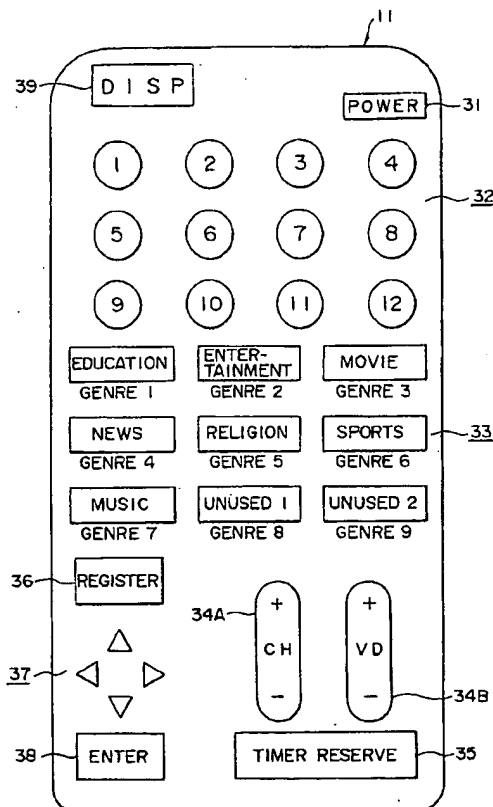 11
39 DISP
POWER 31
1 2 3 4
32
5 6 7 8
9 10 11 12
EDUCATION ENTER-TAINMENT MOVIE
GENRE 1 GENRE 2 GENRE 3
NEWS RELIGION SPORTS 33
GENRE 4 GENRE 5 GENRE 6
MUSIC UNUSED 1 UNUSED 2
GENRE 7 GENRE 8 GENRE 9
36 REGISTER
34A + +
37 CH VD
- - 34B
38 ENTER TIMER RESERVE 35